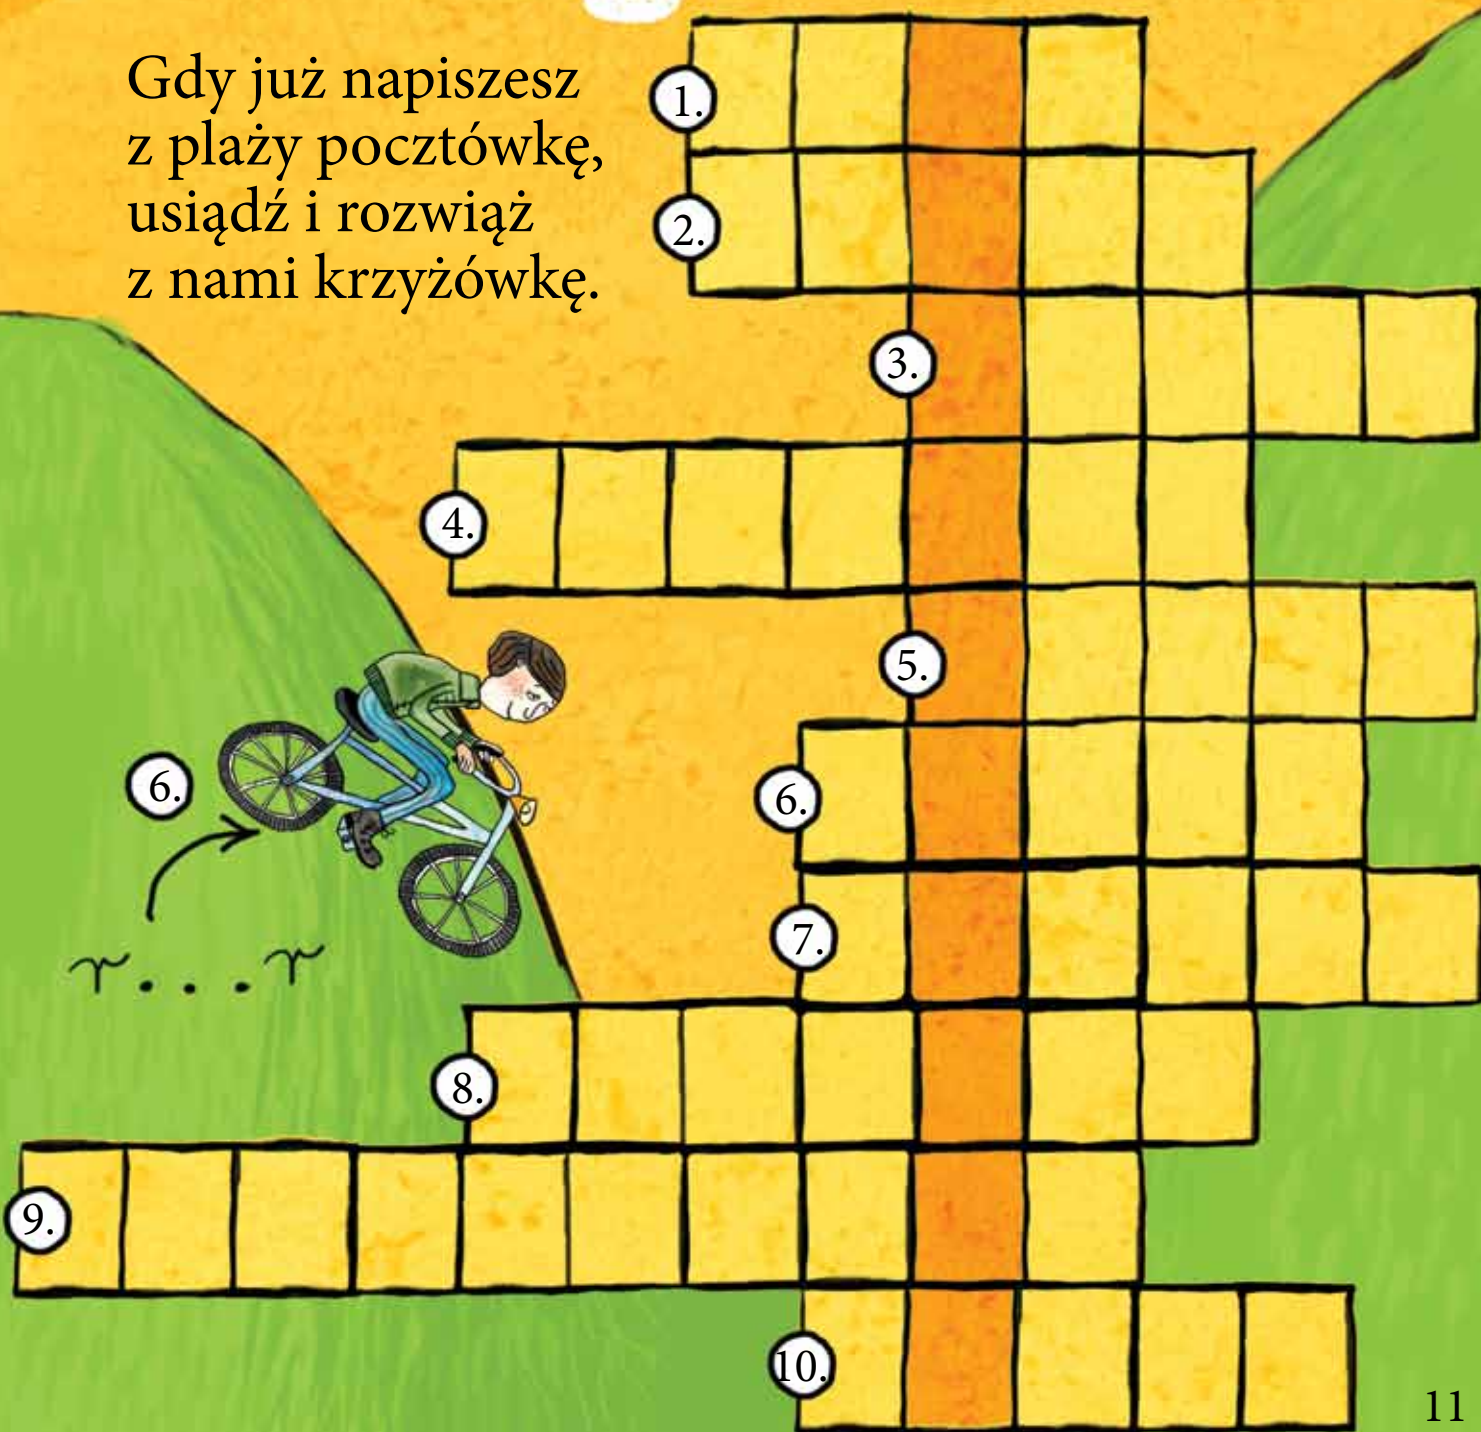 Gdy już napiszesz
z plaży pocztówkę,
usiądź i rozwiąż
z nami krzyżówkę.
1.
2.
3.
4.
5.
6.
6.
r...r
7.
8.
9.
10.
11